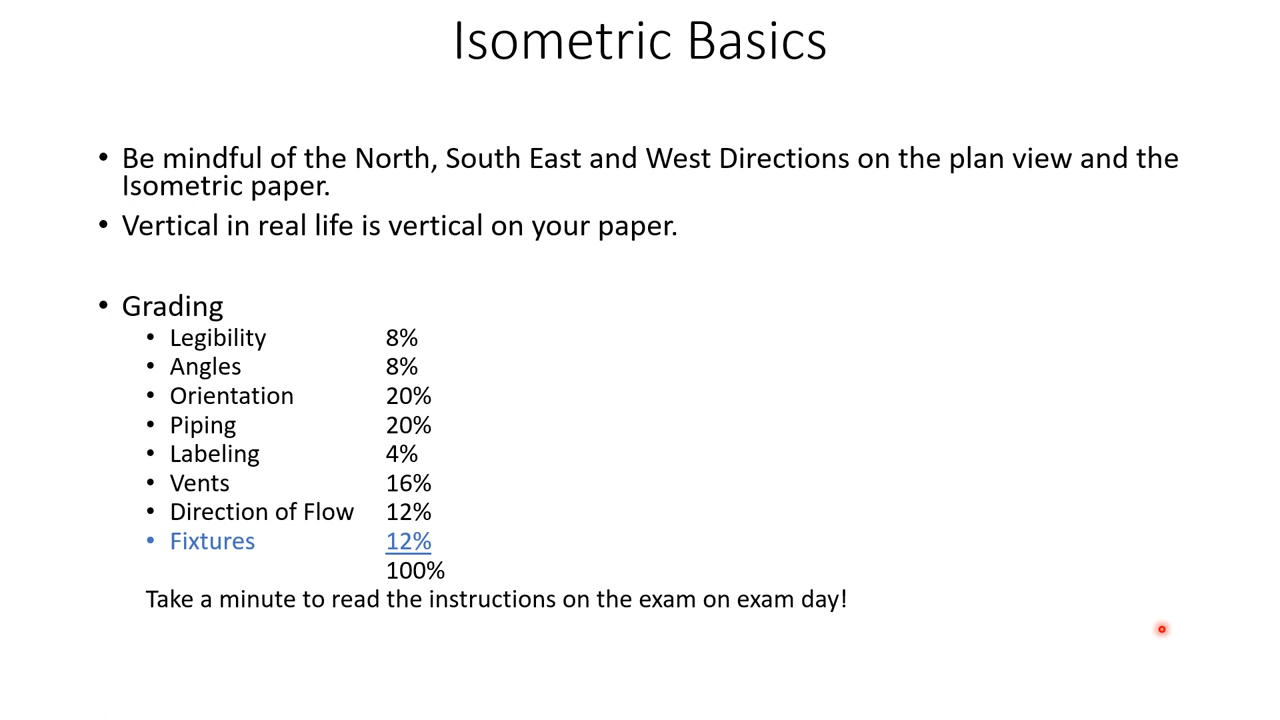 Isometric Basics
• Be mindful of the North, South East and West Directions on the plan view and the
Isometric paper.
• Vertical in real life is vertical on your paper.
• Grading
• Legibility 8%
• Angles 8%
• Orientation 20%
• Piping 20%
• Labeling 4%
• Vents 16%
• Direction of Flow 12%
• Fixtures 12%
100%
Take a minute to read the instructions on the exam on exam day!